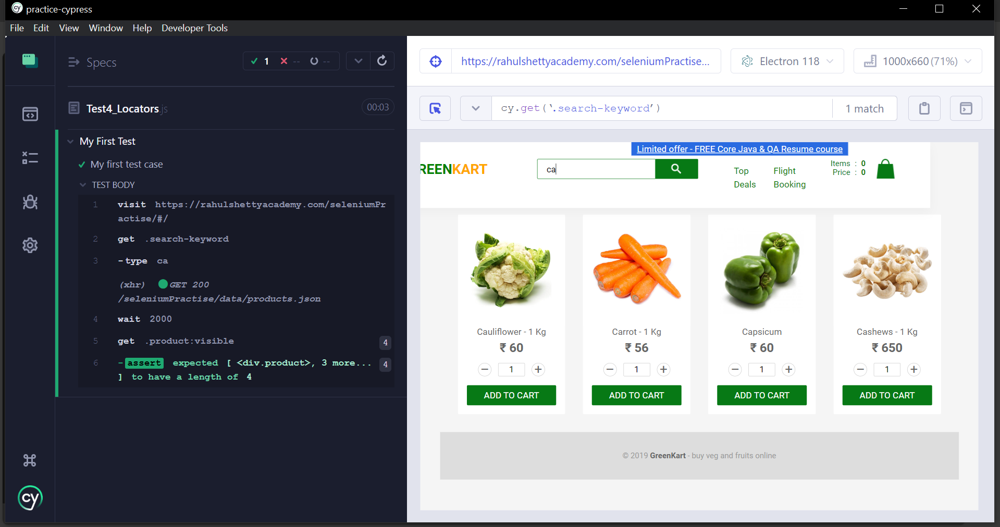 practice-cypress
File Edit View Window Help Developer Tools
Specs
1 -- --
Test4_Locators.js
00:03
My First Test
My first test case
TEST BODY
1 visit https://rahulshettyacademy.com/seleniumPr
actise/#/
2 get .search-keyword
3 -type ca
(xhr) GET 200
/seleniumPractise/data/products.json
4 wait 2000
5 get .product:visible 4
6 -assert expected [ <div.product>, 3 more... 4
] to have a length of 4
cy
https://rahulshettyacademy.com/seleniumPractise...
Electron 118
1000x660 (71%)
cy.get('.search-keyword')
1 match
Limited offer - FREE Core Java & QA Resume course
REENKART
ca
Top
Deals
Flight
Booking
Items : 0
Price : 0
Cauliflower - 1 Kg
₹ 60
− 1 +
ADD TO CART
Carrot - 1 Kg
₹ 56
− 1 +
ADD TO CART
Capsicum
₹ 60
− 1 +
ADD TO CART
Cashews - 1 Kg
₹ 650
− 1 +
ADD TO CART
© 2019 GreenKart - buy veg and fruits online